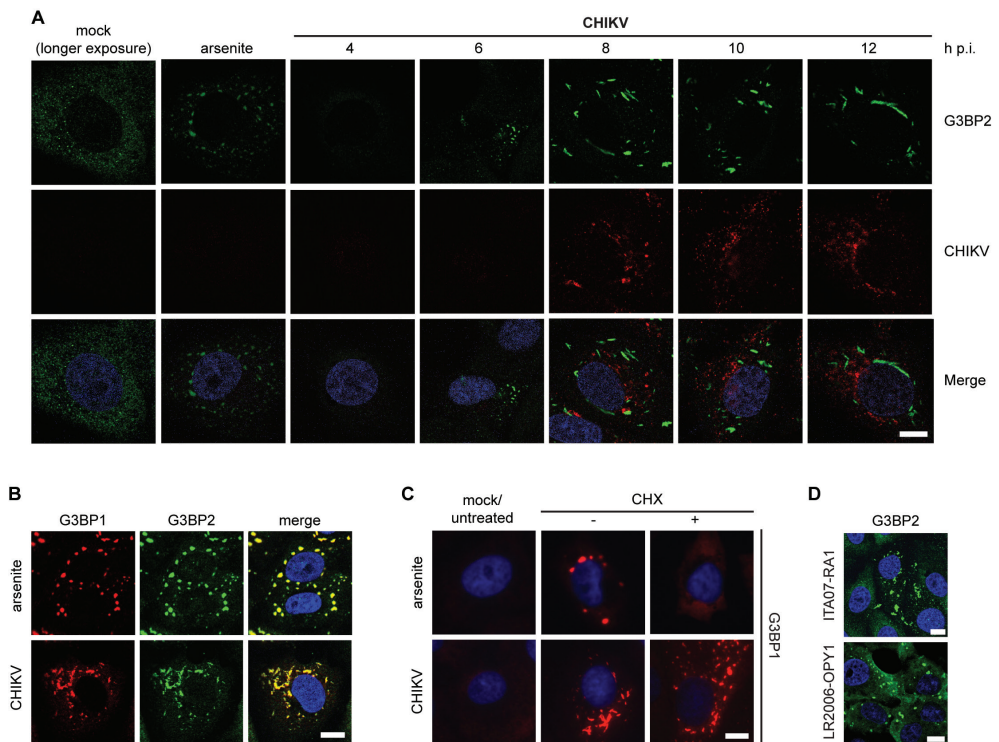 A
CHIKV
mock
(longer exposure)
arsenite
4
6
8
10
12
h p.i.
G3BP2
CHIKV
Merge
B
G3BP1
G3BP2
merge
arsenite
CHIKV
C
mock/
untreated
CHX
-
+
arsenite
CHIKV
G3BP1
D
G3BP2
ITA07-RA1
LR2006-OPY1